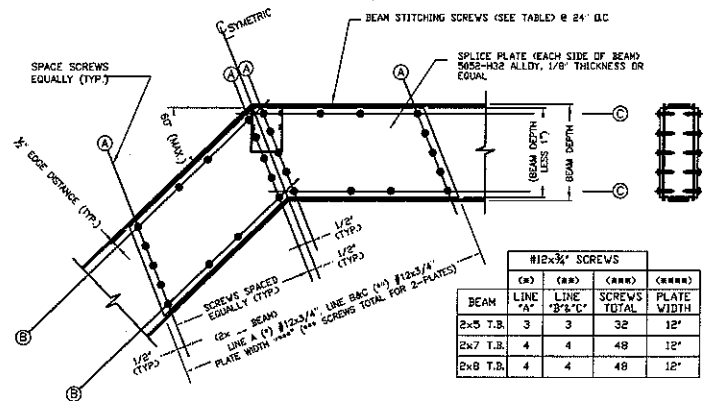 ℄ SYMETRIC
BEAM STITCHING SCREWS (SEE TABLE) @ 24" O.C
SPACE SCREWS
EQUALLY (TYP.)
SPLICE PLATE (EACH SIDE OF BEAM)
5052-H32 ALLOY, 1/8" THICKNESS OR
EQUAL
A
A
A
A
60° (MAX.)
¾" EDGE DISTANCE (TYP.)
C
C
(BEAM DEPTH
LESS 1")
BEAM DEPTH
1/2"
(TYP.)
1/2"
(TYP.)
SCREWS SPACED
EQUALLY (TYP.)
(2x __ BEAM)
LINE A (*) #12x3/4", LINE B&C (**) #12x3/4"
PLATE WIDTH "****" (*** SCREWS TOTAL FOR 2-PLATES)
1/2"
(TYP.)
B
B
#12x¾" SCREWS
(*) (**) (***) (****)
BEAM LINE "A" LINE "B"&"C" SCREWS TOTAL PLATE WIDTH
2x5 T.B. 3 3 32 12"
2x7 T.B. 4 4 48 12"
2x8 T.B. 4 4 48 12"